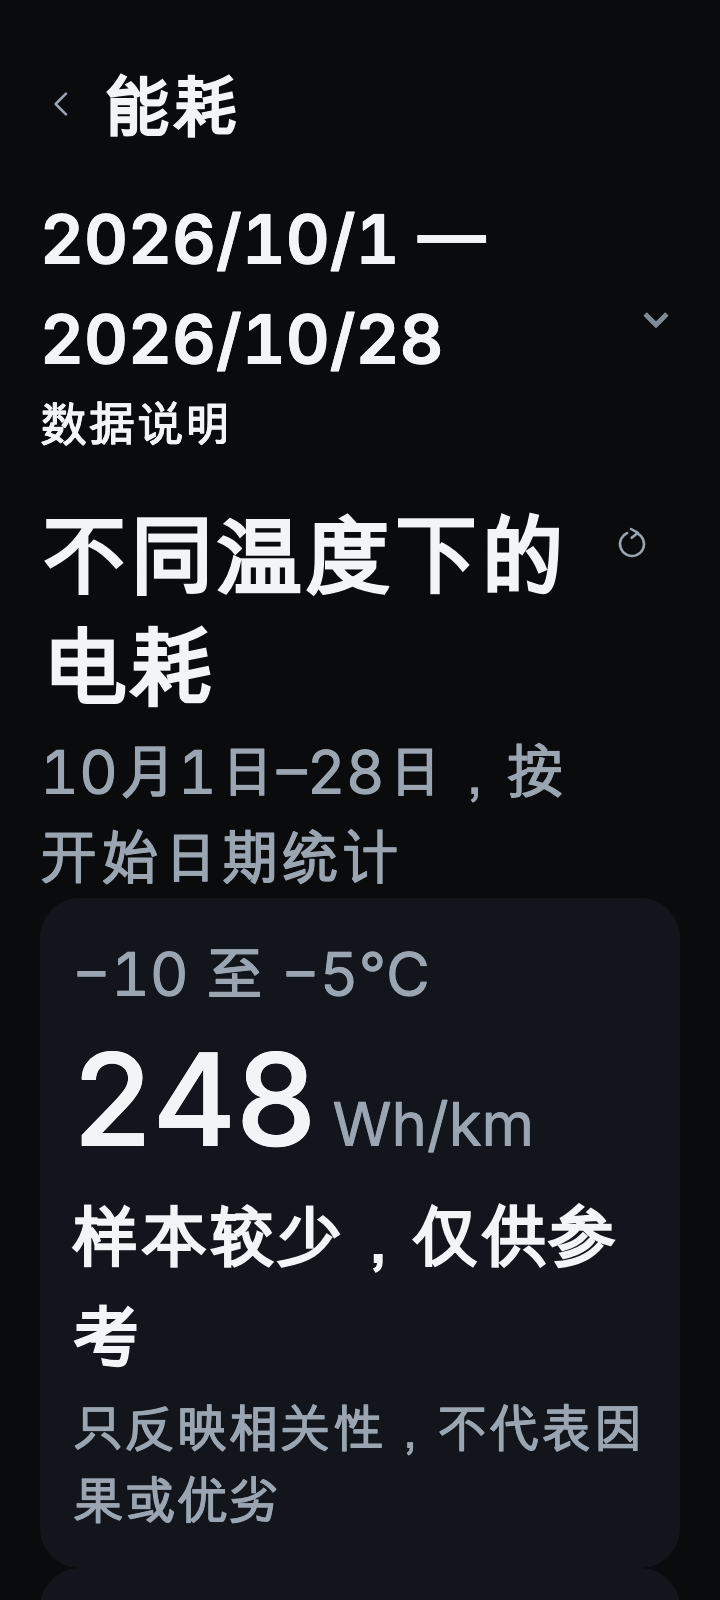 能耗
2026/10/1 —
2026/10/28
数据说明
不同温度下的
电耗
10月1日–28日，按
开始日期统计
−10 至 −5°C
248 Wh/km
样本较少，仅供参
考
只反映相关性，不代表因
果或优劣